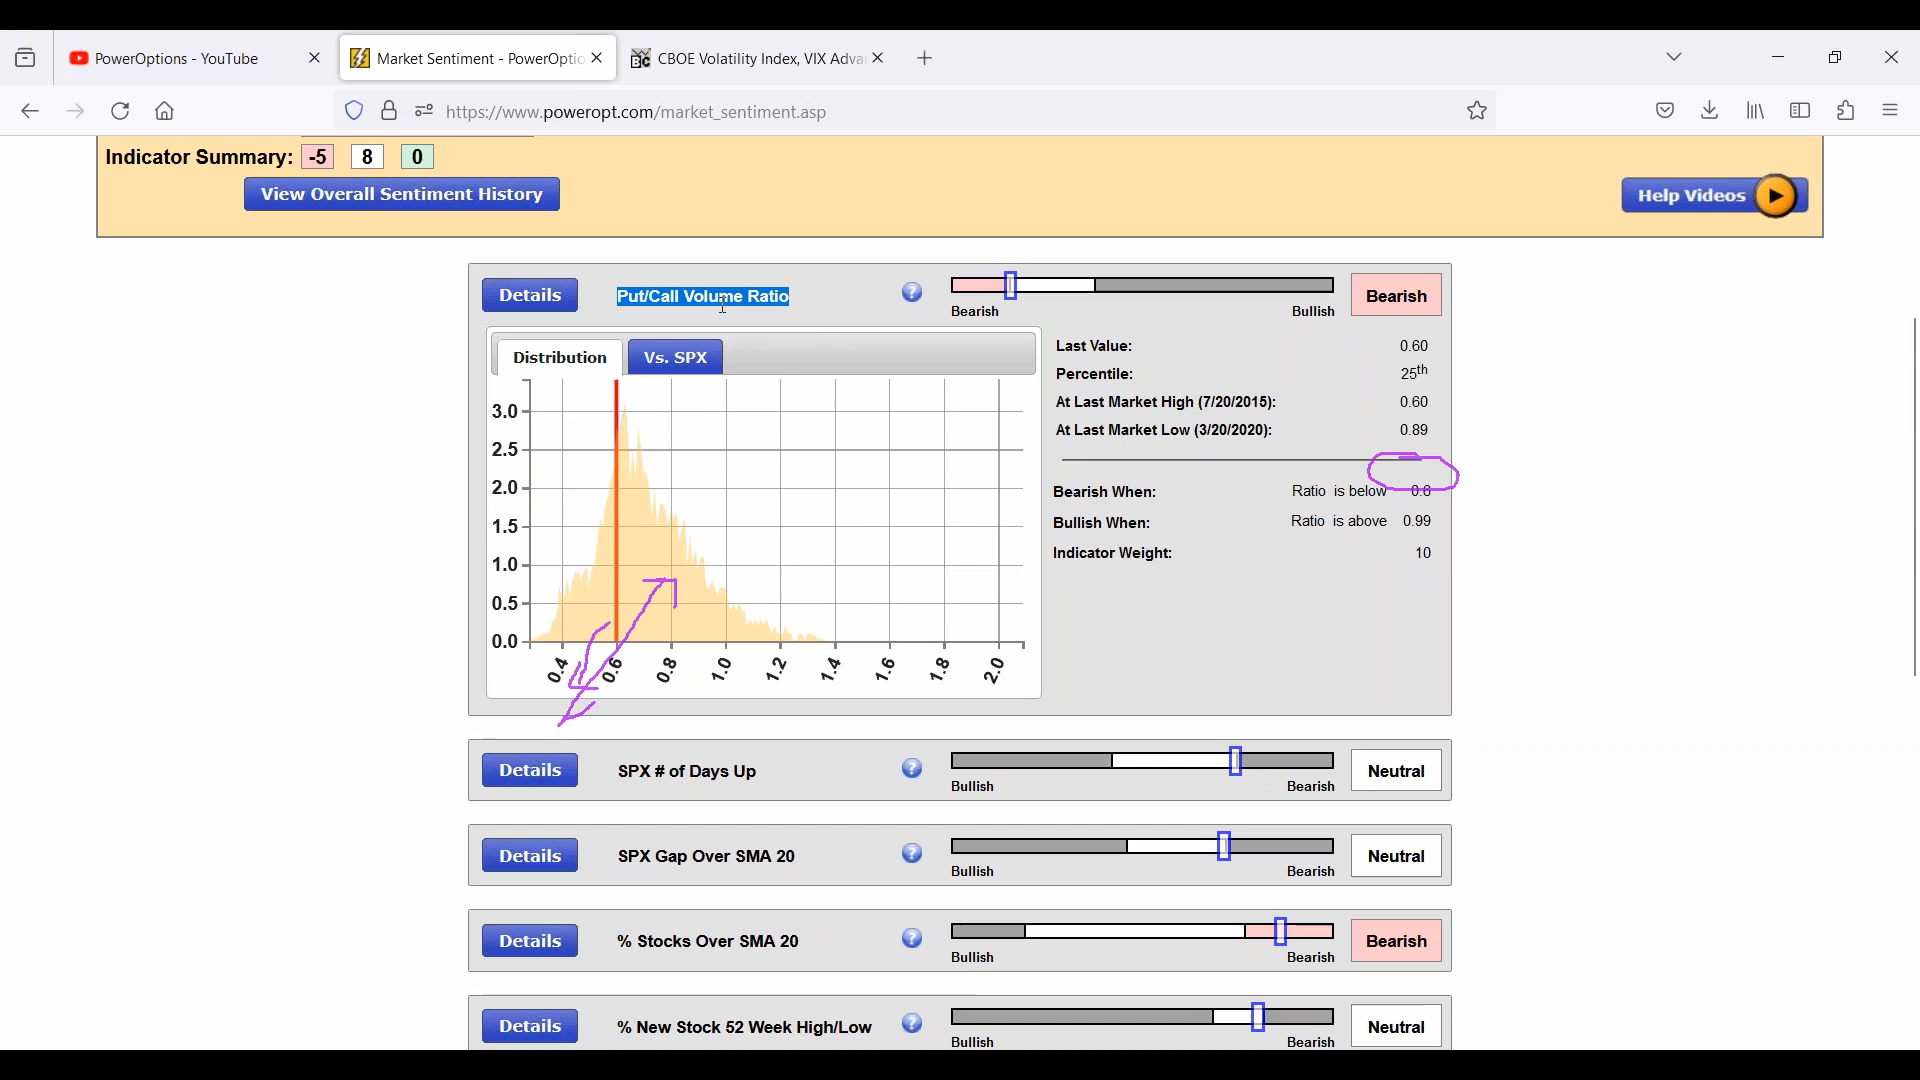 PowerOptions - YouTube
Market Sentiment - PowerOptio
CBOE Volatility Index, VIX Adva
https://www.poweropt.com/market_sentiment.asp
Indicator Summary: -5 8 0
View Overall Sentiment History
Help Videos
Details Put/Call Volume Ratio ? Bearish Bullish Bearish
Distribution Vs. SPX
3.0
2.5
2.0
1.5
1.0
0.5
0.0
0.4 0.6 0.8 1.0 1.2 1.4 1.6 1.8 2.0
Last Value: 0.60
Percentile: 25th
At Last Market High (7/20/2015): 0.60
At Last Market Low (3/20/2020): 0.89
Bearish When: Ratio is below 0.6
Bullish When: Ratio is above 0.99
Indicator Weight: 10
Details SPX # of Days Up ? Neutral
Bullish Bearish
Details SPX Gap Over SMA 20 ? Neutral
Bullish Bearish
Details % Stocks Over SMA 20 ? Bearish
Bullish Bearish
Details % New Stock 52 Week High/Low ? Neutral
Bullish Bearish